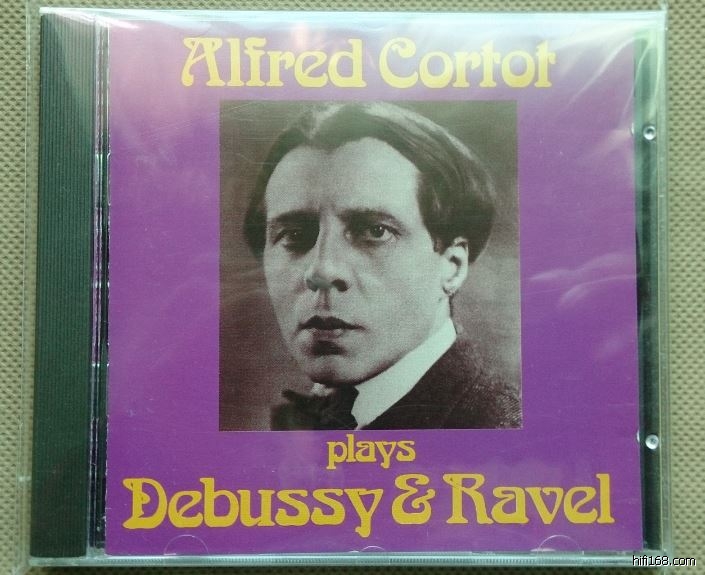 Alfred Cortot
plays
Debussy & Ravel
hifi168.com